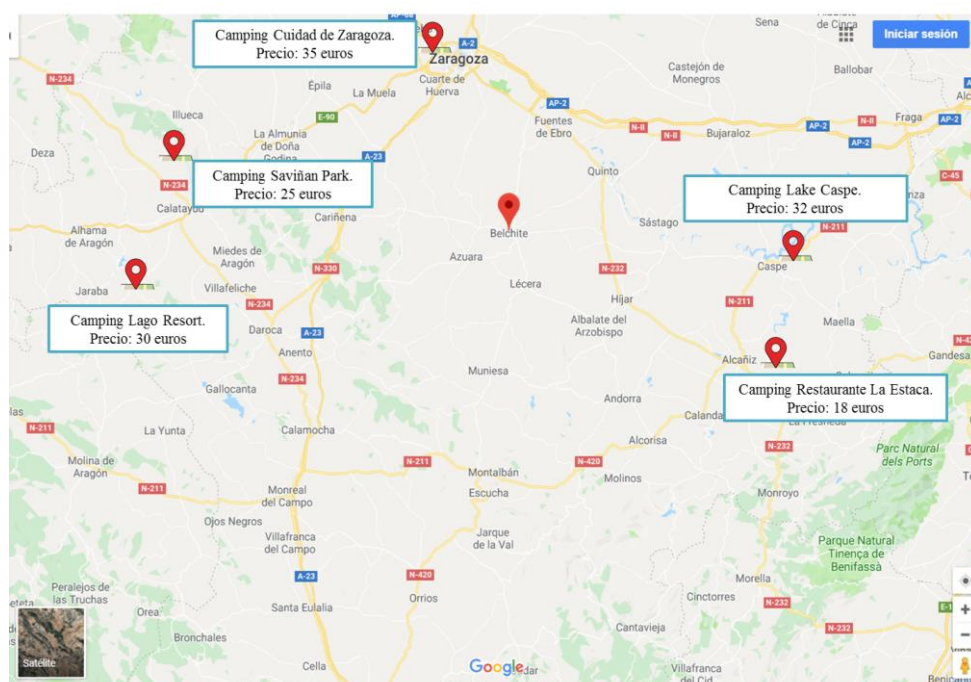 Camping Cuidad de Zaragoza.
Precio: 35 euros
Sena
de Cinca
Iniciar sesión
A-2
Zaragoza
Castejón de
Monegros
Ballobar
N-234
Épila
La Muela
Cuarte de
Huerva
AP-2
Illueca
E-90
Fuentes
de Ebro
N-II
N-II
Bujaraloz
AP-2
N-II
Fraga
AP-2
Deza
La Almunia
de Doña
Godina
A-23
Quinto
C-45
N-234
Camping Saviñan Park.
Precio: 25 euros
Camping Lake Caspe.
Precio: 32 euros
Calatayud
Cariñena
Sástago
N-211
Alhama
de Aragón
Belchite
Miedes de
Aragón
Azuara
N-330
N-232
Caspe
Jaraba
Villafeliche
Lécera
N-234
Híjar
N-211
Camping Lago Resort.
Precio: 30 euros
Daroca
A-23
Albalate del
Arzobispo
Maella
Anento
Alcañiz
Gandesa
Muniesa
N-234
Gallocanta
Andorra
Camping Restaurante La Estaca.
Precio: 18 euros
Calanda
La Fresneda
N-211
La Yunta
Calamocha
Alcorisa
N-232
Parc Natural
dels Ports
Molina de
Aragón
N-211
N-420
Montalbán
Molinos
N-211
Monreal
del Campo
Escucha
Monroyo
Ojos Negros
Villafranca
del Campo
Jarque
de la Val
Parque Natural
Tinença de
Benifassà
A-23
N-420
Morella
Peralejos de
las Truchas
Orea
Santa Eulalia
Orrios
Cinctorres
N-232
Satélite
Bronchales
Cantavieja
N-232
Cella
Google
Villafranca
del Cid